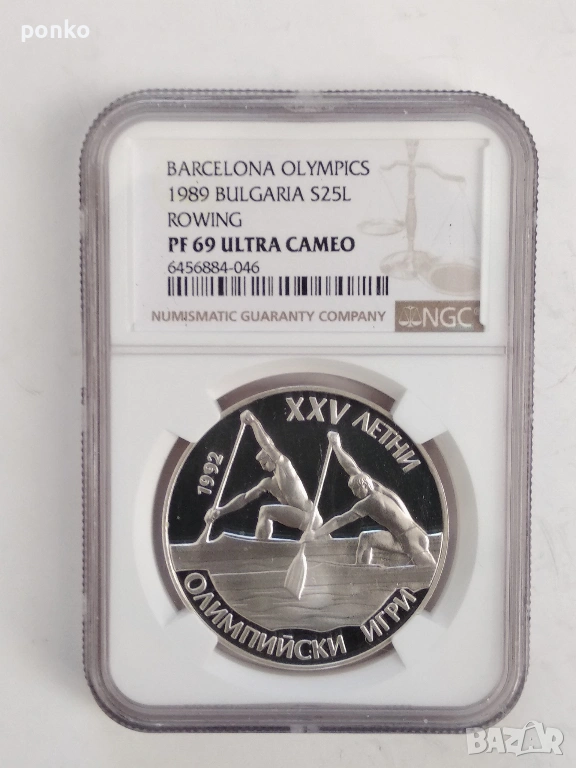 ponko
BARCELONA OLYMPICS
1989 BULGARIA S25L
ROWING
PF 69 ULTRA CAMEO
6456884-046
NUMISMATIC GUARANTY COMPANY
NGC
XXV ЛЕТНИ
1992
ОЛИМПИЙСКИ ИГРИ
BAZAR